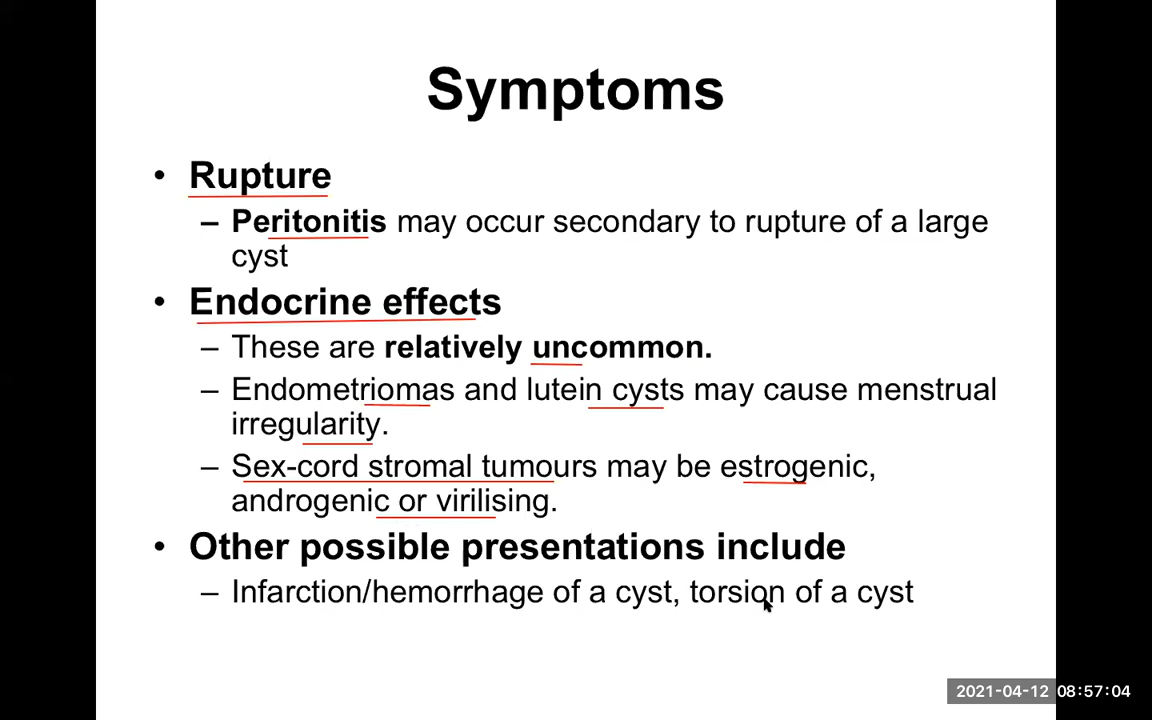 Symptoms
• Rupture
– Peritonitis may occur secondary to rupture of a large
cyst
• Endocrine effects
– These are relatively uncommon.
– Endometriomas and lutein cysts may cause menstrual
irregularity.
– Sex-cord stromal tumours may be estrogenic,
androgenic or virilising.
• Other possible presentations include
– Infarction/hemorrhage of a cyst, torsion of a cyst
2021-04-12 08:57:04